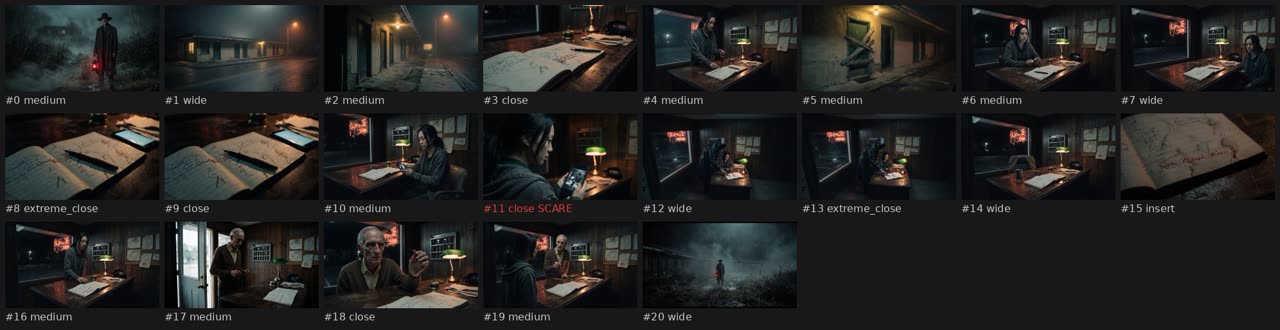 #0 medium
#1 wide
#2 medium
#3 close
#4 medium
#5 medium
#6 medium
#7 wide
#8 extreme_close
#9 close
#10 medium
#11 close SCARE
#12 wide
#13 extreme_close
#14 wide
#15 insert
#16 medium
#17 medium
#18 close
#19 medium
#20 wide